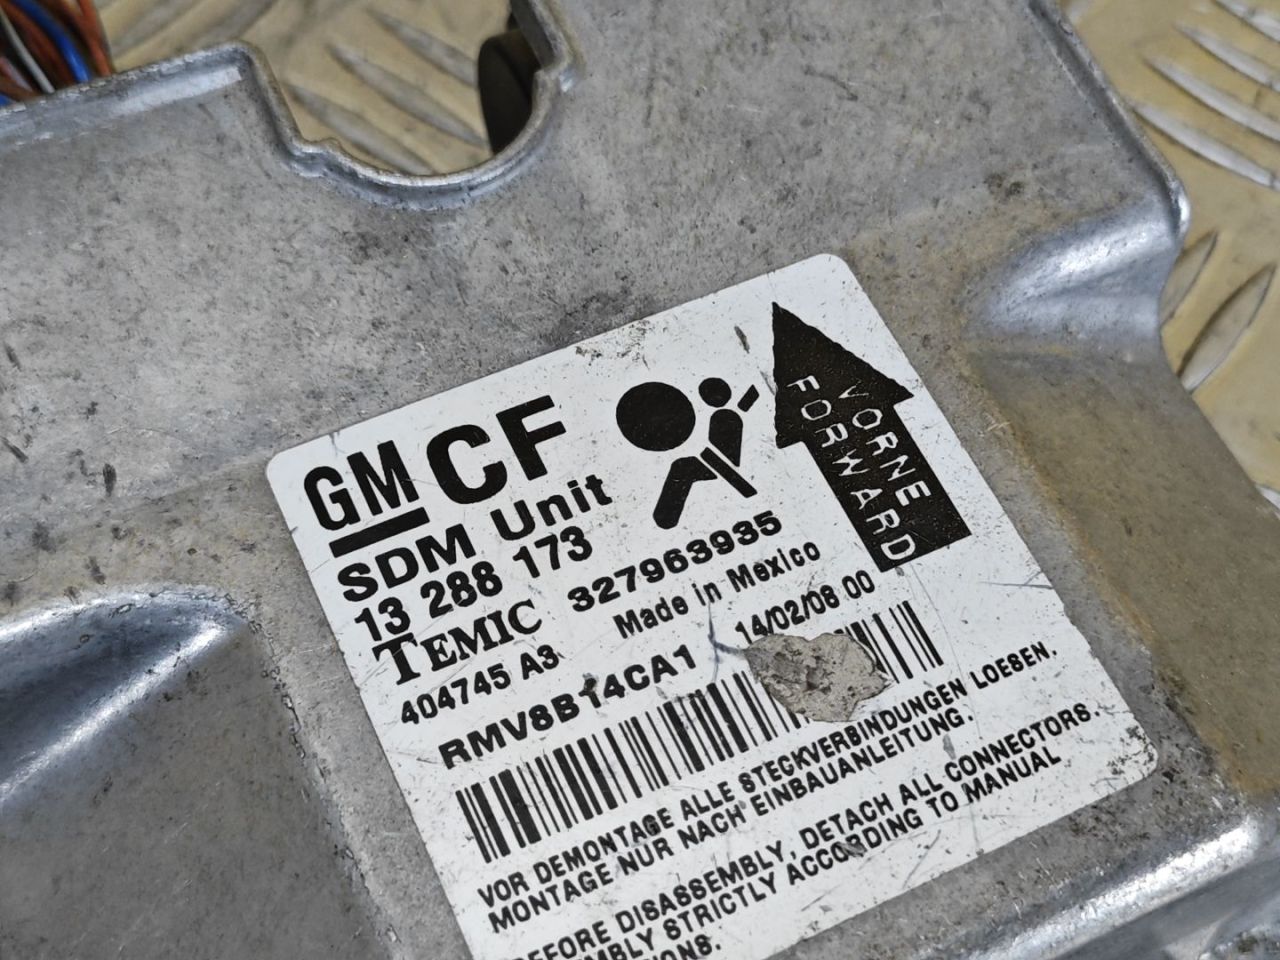 GM CF
SDM Unit
13 288 173
TEMIC 327963935
404745 A3 Made in Mexico
RMV8B14CA1 14/02/08 00
VORNE
FORWARD
VOR DEMONTAGE ALLE STECKVERBINDUNGEN LOESEN.
MONTAGE NUR NACH EINBAUANLEITUNG.
BEFORE DISASSEMBLY, DETACH ALL CONNECTORS.
STRICTLY ACCORDING TO MANUAL